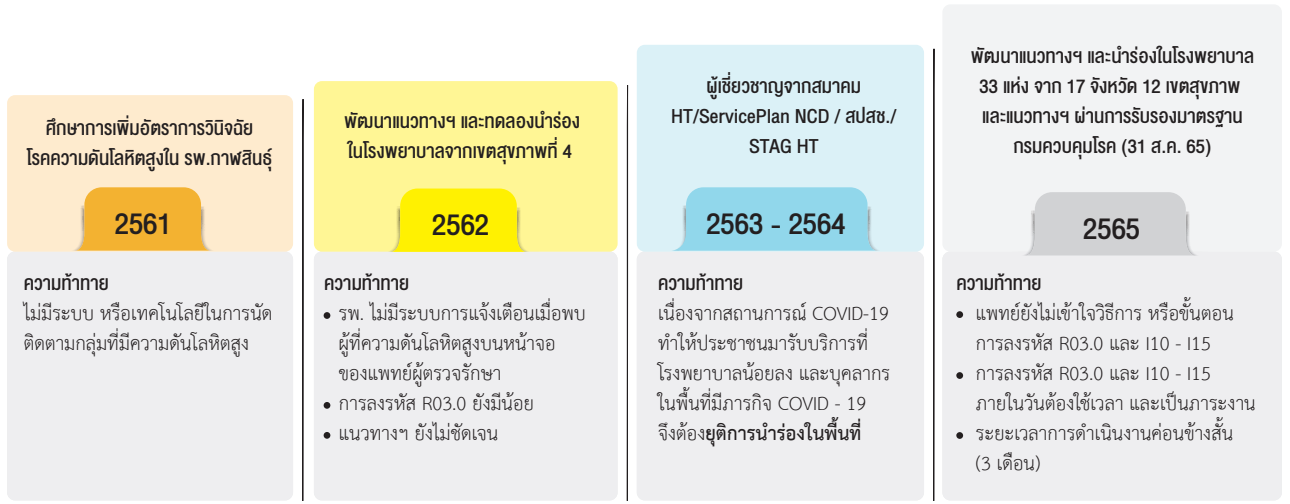 ศึกษาการเพิ่มอัตราการวินิจฉัย
โรคความดันโลหิตสูงใน รพ.กาฬสินธุ์
2561
ความท้าทาย
ไม่มีระบบ หรือเทคโนโลยีในการนัด
ติดตามกลุ่มที่มีความดันโลหิตสูง
พัฒนาแนวทางฯ และทดลองนำร่อง
ในโรงพยาบาลจากเขตสุขภาพที่ 4
2562
ความท้าทาย
• รพ. ไม่มีระบบการแจ้งเตือนเมื่อพบ
ผู้ที่ความดันโลหิตสูงบนหน้าจอ
ของแพทย์ผู้ตรวจรักษา
• การลงรหัส R03.0 ยังมีน้อย
• แนวทางฯ ยังไม่ชัดเจน
ผู้เชี่ยวชาญจากสมาคม
HT/ServicePlan NCD / สปสช./
STAG HT
2563 - 2564
ความท้าทาย
เนื่องจากสถานการณ์ COVID-19
ทำให้ประชาชนมารับบริการที่
โรงพยาบาลน้อยลง และบุคลากร
ในพื้นที่มีภารกิจ COVID - 19
จึงต้องยุติการนำร่องในพื้นที่
พัฒนาแนวทางฯ และนำร่องในโรงพยาบาล
33 แห่ง จาก 17 จังหวัด 12 เขตสุขภาพ
และแนวทางฯ ผ่านการรับรองมาตรฐาน
กรมควบคุมโรค (31 ส.ค. 65)
2565
ความท้าทาย
• แพทย์ยังไม่เข้าใจวิธีการ หรือขั้นตอน
การลงรหัส R03.0 และ I10 - I15
• การลงรหัส R03.0 และ I10 - I15
ภายในวันต้องใช้เวลา และเป็นภาระงาน
• ระยะเวลาการดำเนินงานค่อนข้างสั้น
(3 เดือน)